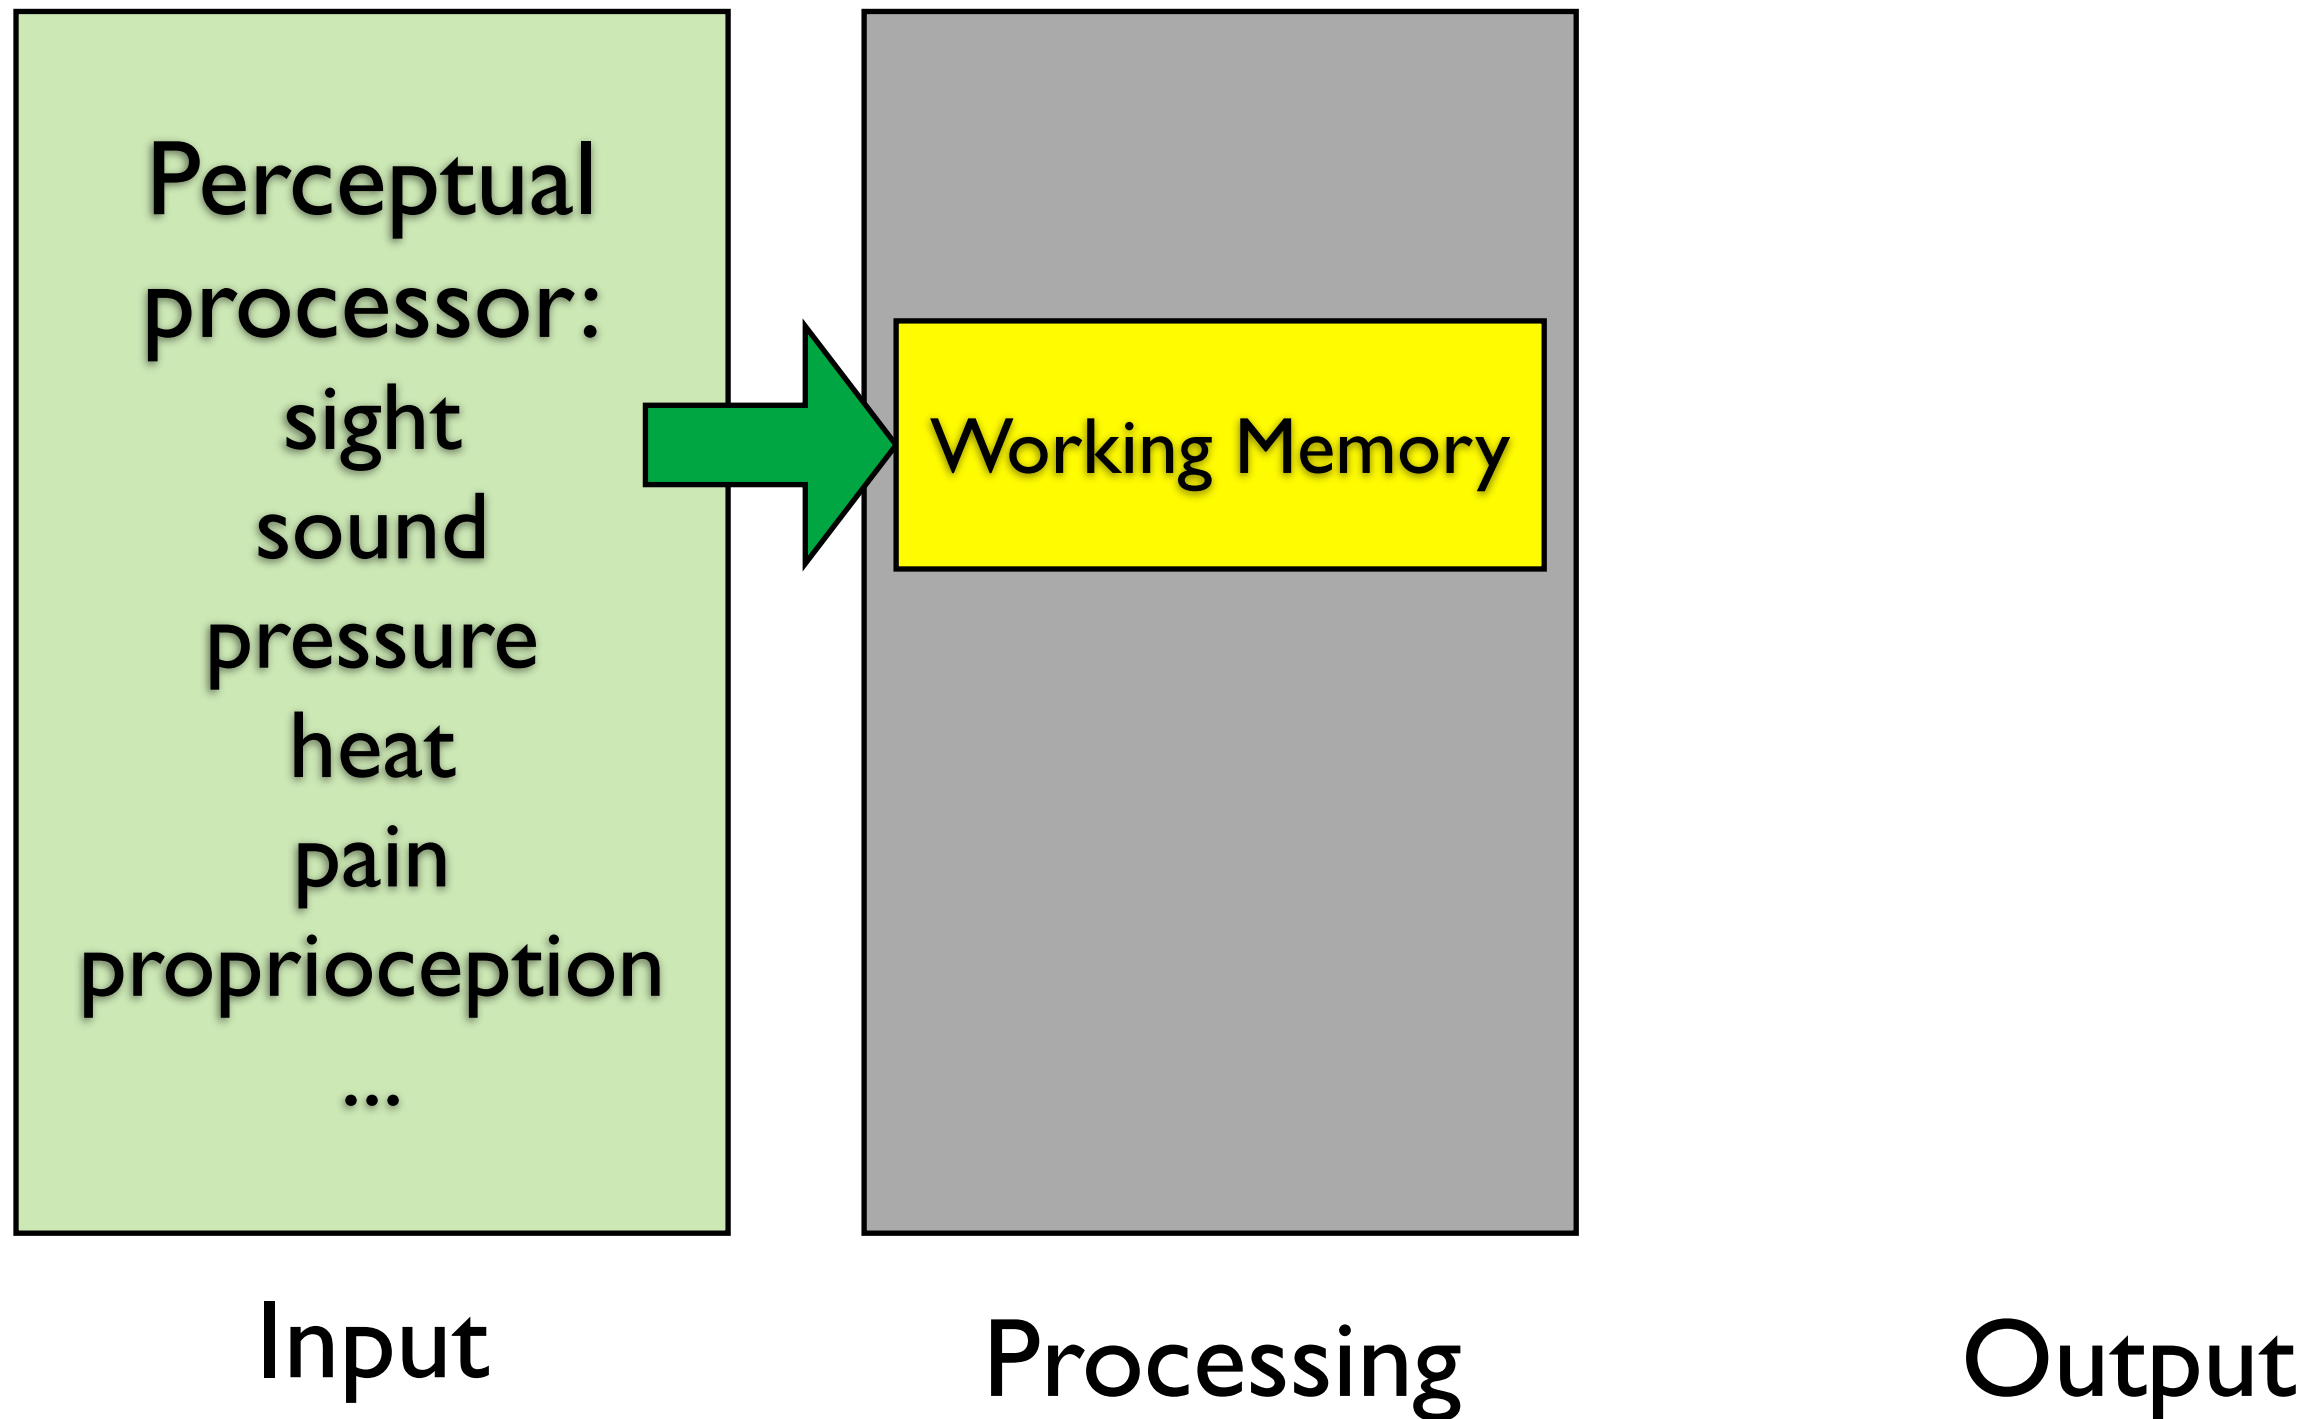 Perceptual
processor:
sight
sound
pressure
heat
pain
proprioception
...
Working Memory
Input
Processing
Output